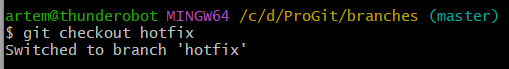 artem@thunderobot MINGW64 /c/d/ProGit/branches (master)
$ git checkout hotfix
Switched to branch 'hotfix'